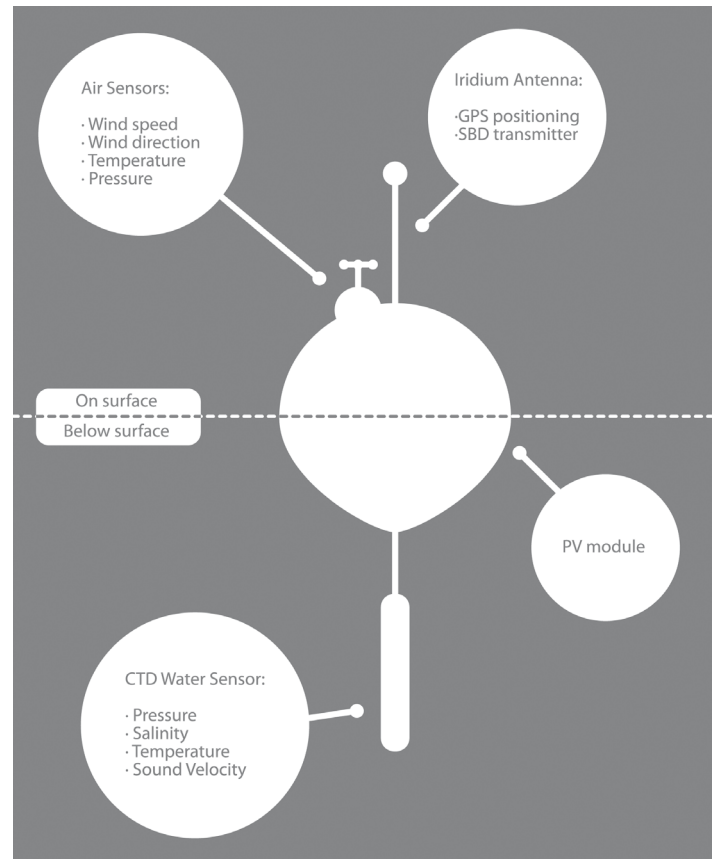 Air Sensors:
· Wind speed
· Wind direction
· Temperature
· Pressure
Iridium Antenna:
·GPS positioning
·SBD transmitter
On surface
Below surface
PV module
CTD Water Sensor:
· Pressure
· Salinity
· Temperature
· Sound Velocity